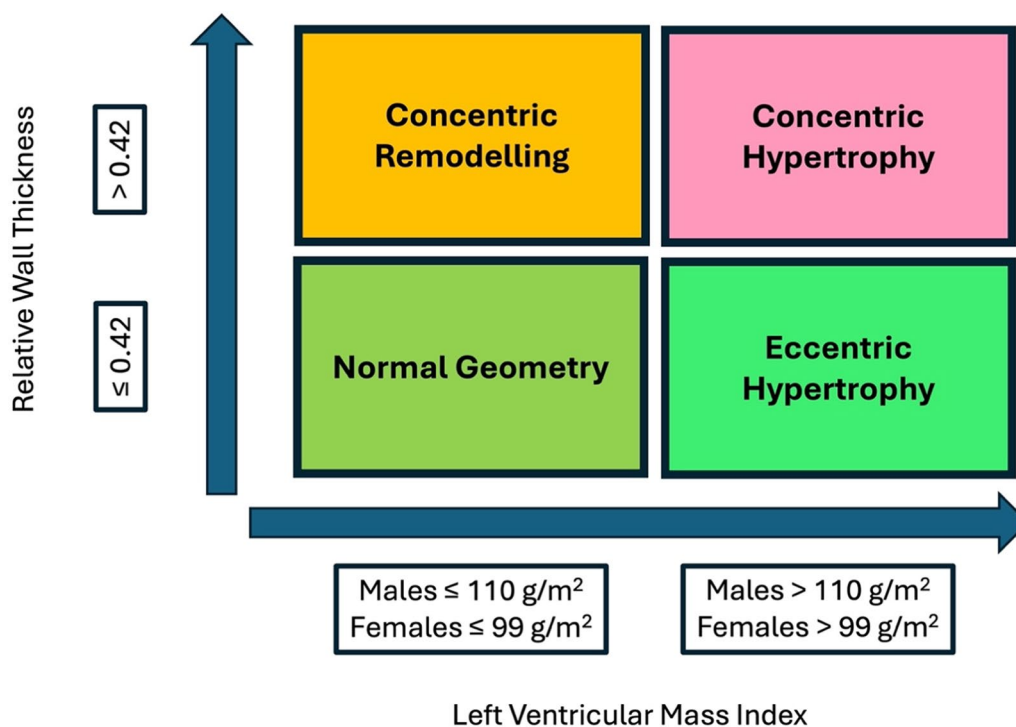 Relative Wall Thickness
> 0.42
≤ 0.42
Concentric
Remodelling
Concentric
Hypertrophy
Normal Geometry
Eccentric
Hypertrophy
Males ≤ 110 g/m²
Females ≤ 99 g/m²
Males > 110 g/m²
Females > 99 g/m²
Left Ventricular Mass Index